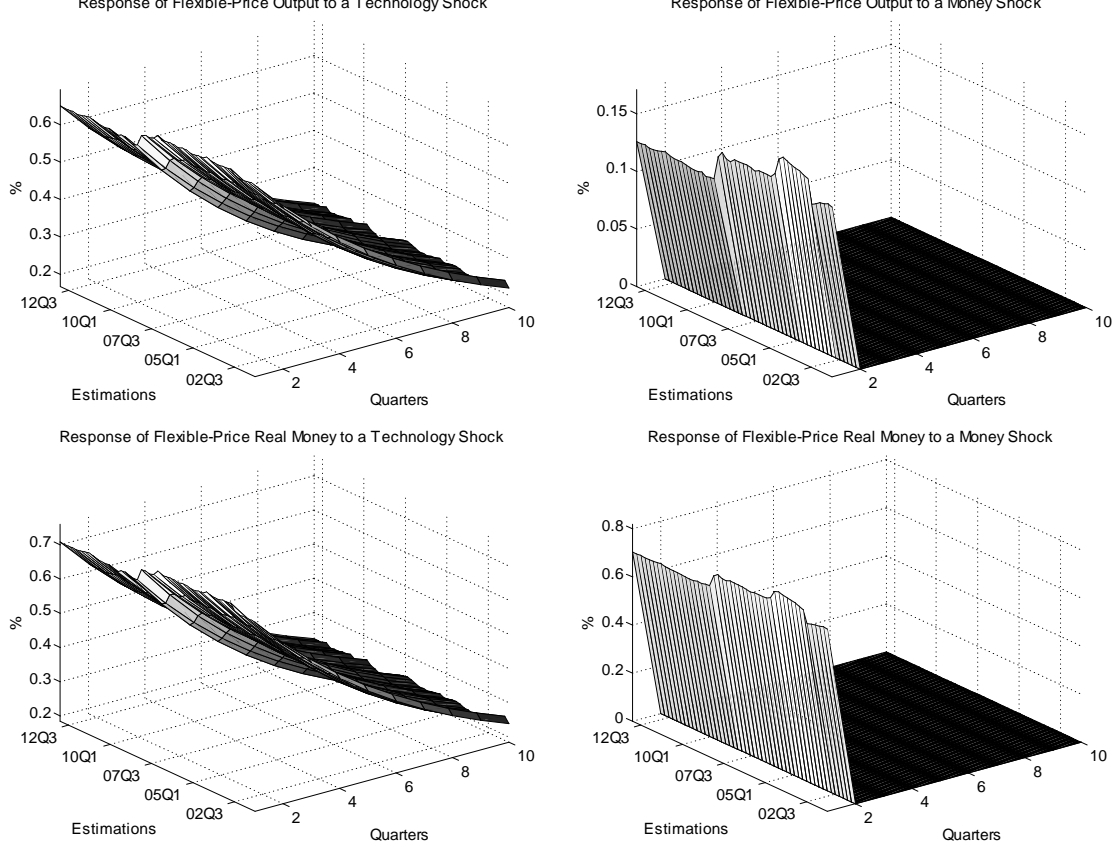 Response of Flexible-Price Output to a Technology Shock
0.6
0.5
0.4
0.3
0.2
%
12Q3
10Q1
07Q3
05Q1
02Q3
Estimations
2
4
6
8
10
Quarters
Response of Flexible-Price Output to a Money Shock
0.15
0.1
0.05
0
%
12Q3
10Q1
07Q3
05Q1
02Q3
Estimations
2
4
6
8
10
Quarters
Response of Flexible-Price Real Money to a Technology Shock
0.7
0.6
0.5
0.4
0.3
0.2
%
12Q3
10Q1
07Q3
05Q1
02Q3
Estimations
2
4
6
8
10
Quarters
Response of Flexible-Price Real Money to a Money Shock
0.8
0.6
0.4
0.2
0
%
12Q3
10Q1
07Q3
05Q1
02Q3
Estimations
2
4
6
8
10
Quarters